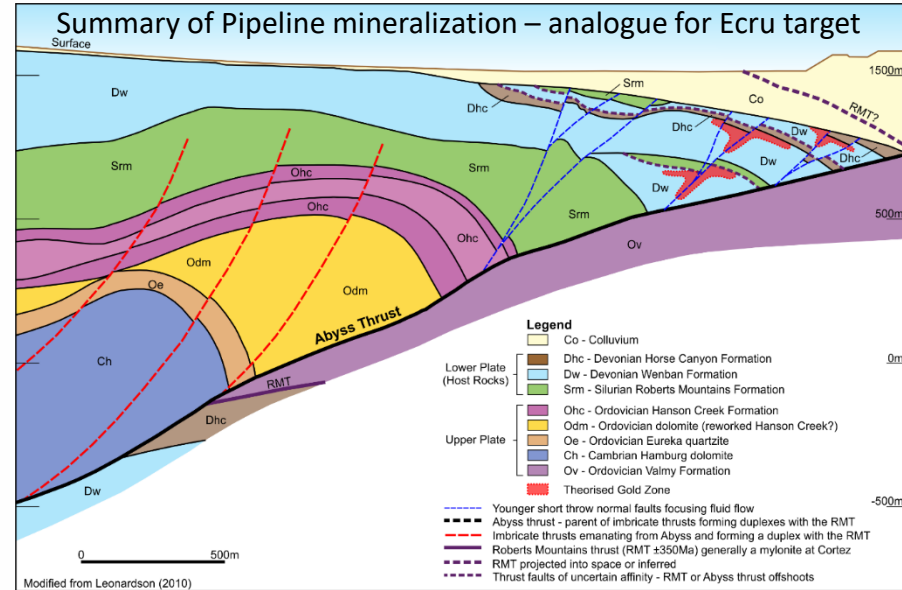 Summary of Pipeline mineralization – analogue for Ecru target
Surface
1500m
Dw
Srm
Co
RMT?
Dhc
Dhc
Dw
Dw
Dhc
Srm
Srm
Ohc
Dw
500m
Ohc
Ohc
Srm
Ov
Odm
Oe
Odm
Abyss Thrust
Ch
RMT
Dhc
Dw
Legend
Co - Colluvium
Lower Plate
(Host Rocks)
Dhc - Devonian Horse Canyon Formation
Dw - Devonian Wenban Formation
Srm - Silurian Roberts Mountains Formation
0m
Upper Plate
Ohc - Ordovician Hanson Creek Formation
Odm - Ordovician dolomite (reworked Hanson Creek?)
Oe - Ordovician Eureka quartzite
Ch - Cambrian Hamburg dolomite
Ov - Ordovician Valmy Formation
Theorised Gold Zone
-500m
Younger short throw normal faults focusing fluid flow
Abyss thrust - parent of imbricate thrusts forming duplexes with the RMT
Imbricate thrusts emanating from Abyss and forming a duplex with the RMT
Roberts Mountains thrust (RMT ±350Ma) generally a mylonite at Cortez
RMT projected into space or inferred
Thrust faults of uncertain affinity - RMT or Abyss thrust offshoots
0
500m
Modified from Leonardson (2010)